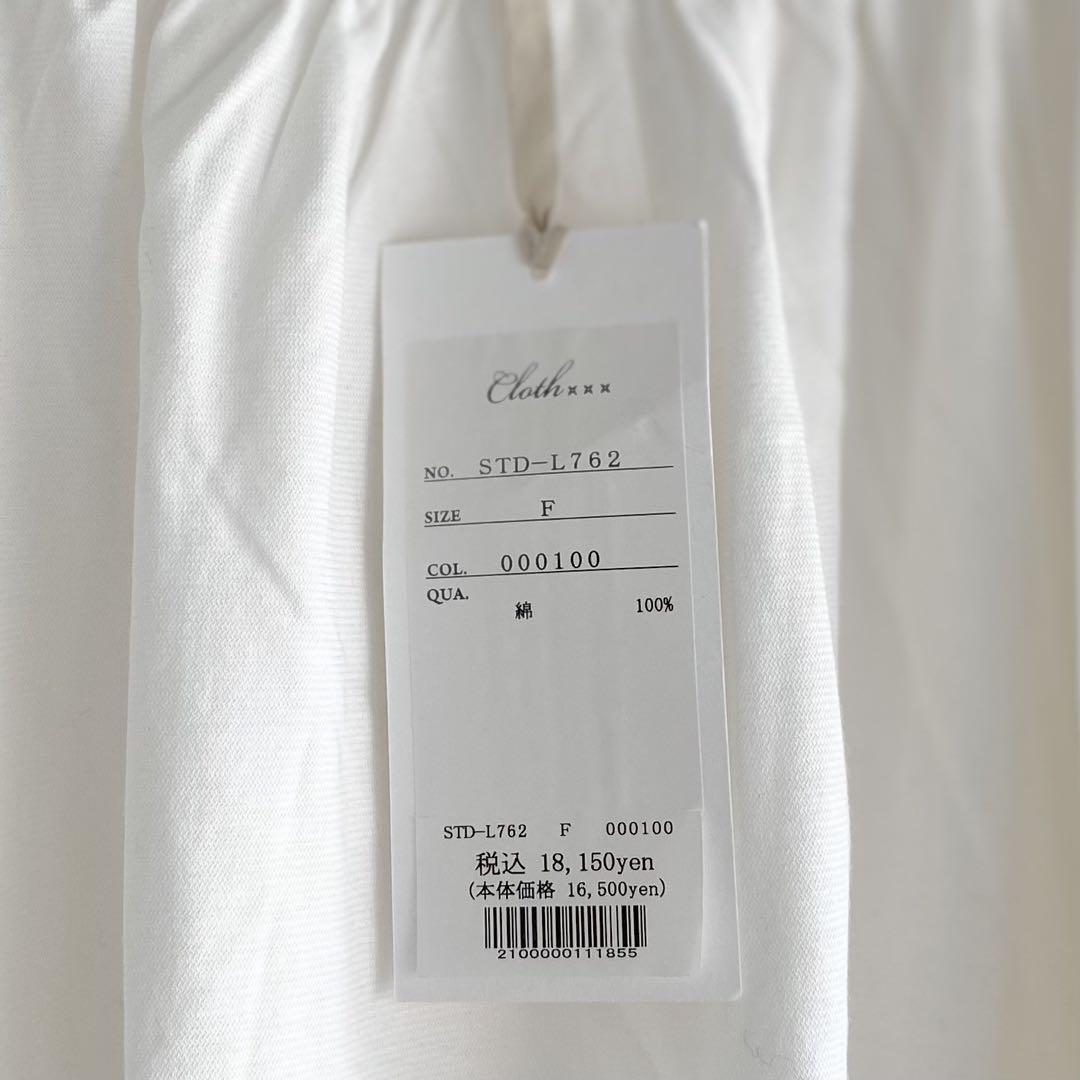 Cloth×××
NO. STD-L762
SIZE F
COL. 000100
QUA.
綿 100%
STD-L762 F 000100
税込 18,150yen
(本体価格 16,500yen)
2100000111855